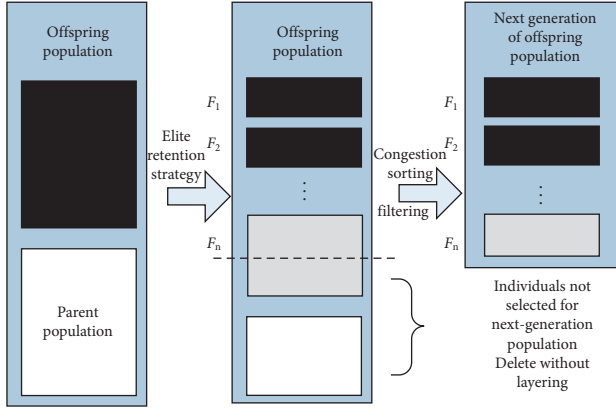 Offspring
population
Parent
population
Elite
retention
strategy
Offspring
population
F1
F2
⋮
Fn
Congestion
sorting
filtering
Next generation
of offspring
population
F1
F2
⋮
Fn
Individuals not
selected for
next-generation
population
Delete without
layering